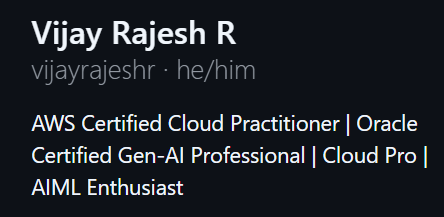 Vijay Rajesh R
vijayrajeshr · he/him
AWS Certified Cloud Practitioner | Oracle
Certified Gen-AI Professional | Cloud Pro |
AIML Enthusiast